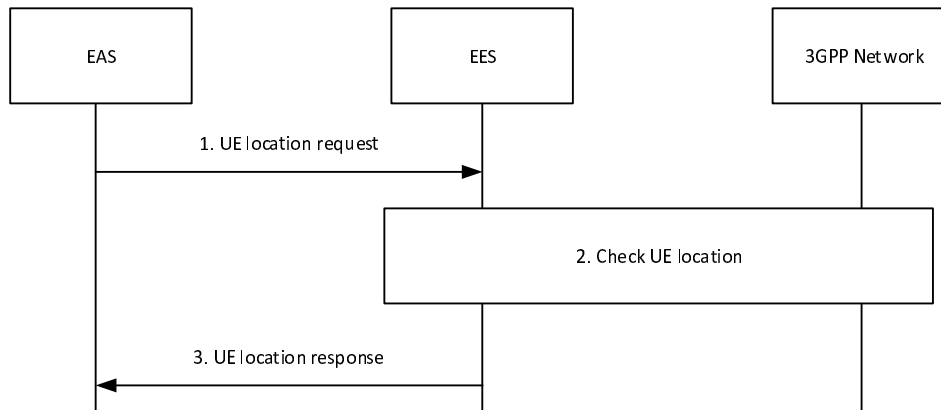 EAS
EES
3GPP Network
1. UE location request
2. Check UE location
3. UE location response